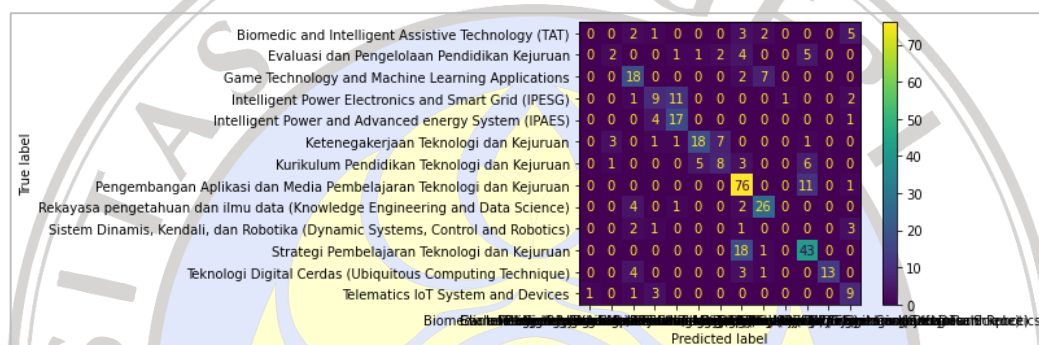 Biomedic and Intelligent Assistive Technology (TAT) 0 0 2 1 0 0 0 3 2 0 0 0 5
Evaluasi dan Pengelolaan Pendidikan Kejuruan 0 2 0 0 1 1 2 4 0 0 5 0 0
Game Technology and Machine Learning Applications 0 0 18 0 0 0 0 2 7 0 0 0 0
Intelligent Power Electronics and Smart Grid (IPESG) 0 0 1 9 11 0 0 0 0 1 0 0 2
Intelligent Power and Advanced energy System (IPAES) 0 0 0 4 17 0 0 0 0 0 0 0 1
Ketenegakerjaan Teknologi dan Kejuruan 0 3 0 1 1 18 7 0 0 0 1 0 0
Kurikulum Pendidikan Teknologi dan Kejuruan 0 1 0 0 0 5 8 3 0 0 6 0 0
Pengembangan Aplikasi dan Media Pembelajaran Teknologi dan Kejuruan 0 0 0 0 0 0 0 76 0 0 11 0 1
Rekayasa pengetahuan dan ilmu data (Knowledge Engineering and Data Science) 0 0 4 0 1 0 0 2 26 0 0 0 0
Sistem Dinamis, Kendali, dan Robotika (Dynamic Systems, Control and Robotics) 0 0 2 1 0 0 0 1 0 0 0 0 3
Strategi Pembelajaran Teknologi dan Kejuruan 0 0 0 0 0 0 0 18 1 0 43 0 0
Teknologi Digital Cerdas (Ubiquitous Computing Technique) 0 0 4 0 0 0 0 3 1 0 0 13 0
Telematics IoT System and Devices 1 0 1 3 0 0 0 0 0 0 0 0 9
True label
Predicted label
70
60
50
40
30
20
10
0